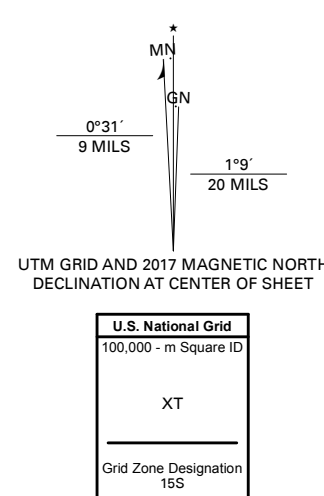 ★
MN
GN
0°31´
9 MILS
1°9´
20 MILS
UTM GRID AND 2017 MAGNETIC NORTH
DECLINATION AT CENTER OF SHEET
U.S. National Grid
100,000 - m Square ID
XT
Grid Zone Designation
15S